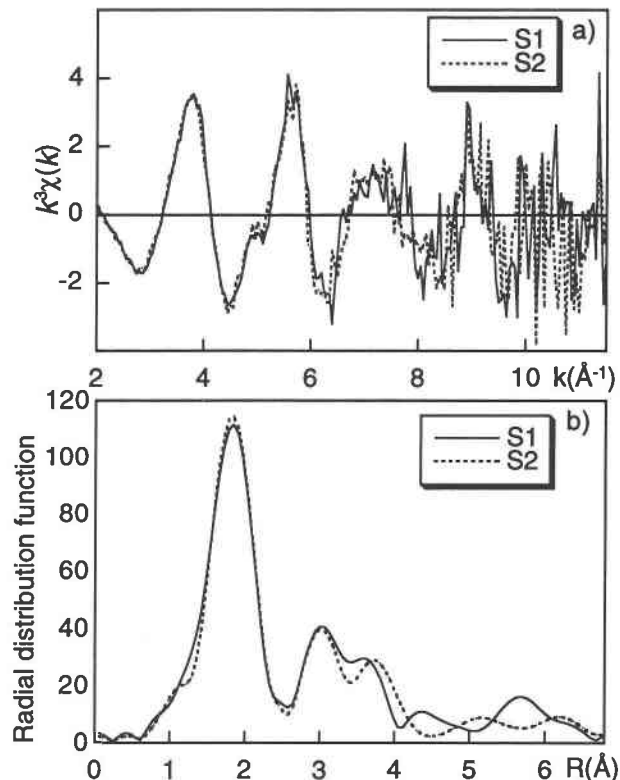 a)
S1
S2
4
2
0
-2
k³χ(k)
2 4 6 8 10 k(Å⁻¹)
b)
S1
S2
120
100
80
60
40
20
0
Radial distribution function
0 1 2 3 4 5 6 R(Å)